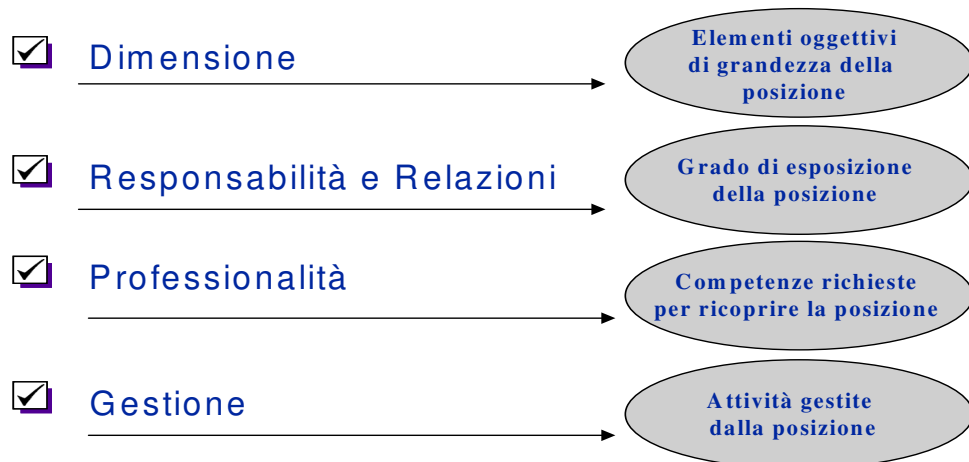 Dimensione
Elementi oggettivi
di grandezza della
posizione
Responsabilità e Relazioni
Grado di esposizione
della posizione
Professionalità
Competenze richieste
per ricoprire la posizione
Gestione
Attività gestite
dalla posizione